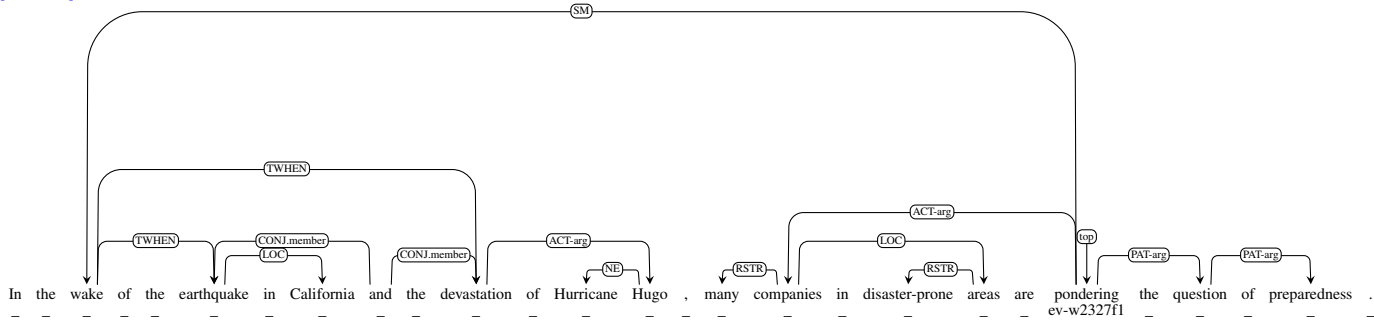 SM
TWHEN
ACT-arg
top
TWHEN CONJ.member ACT-arg LOC
LOC CONJ.member PAT-arg PAT-arg
NE RSTR RSTR
In the wake of the earthquake in California and the devastation of Hurricane Hugo , many companies in disaster-prone areas are pondering the question of preparedness .
_ _ _ _ _ _ _ _ _ _ _ _ _ _ _ _ _ _ _ _ _ ev-w2327f1 _ _ _ _ _